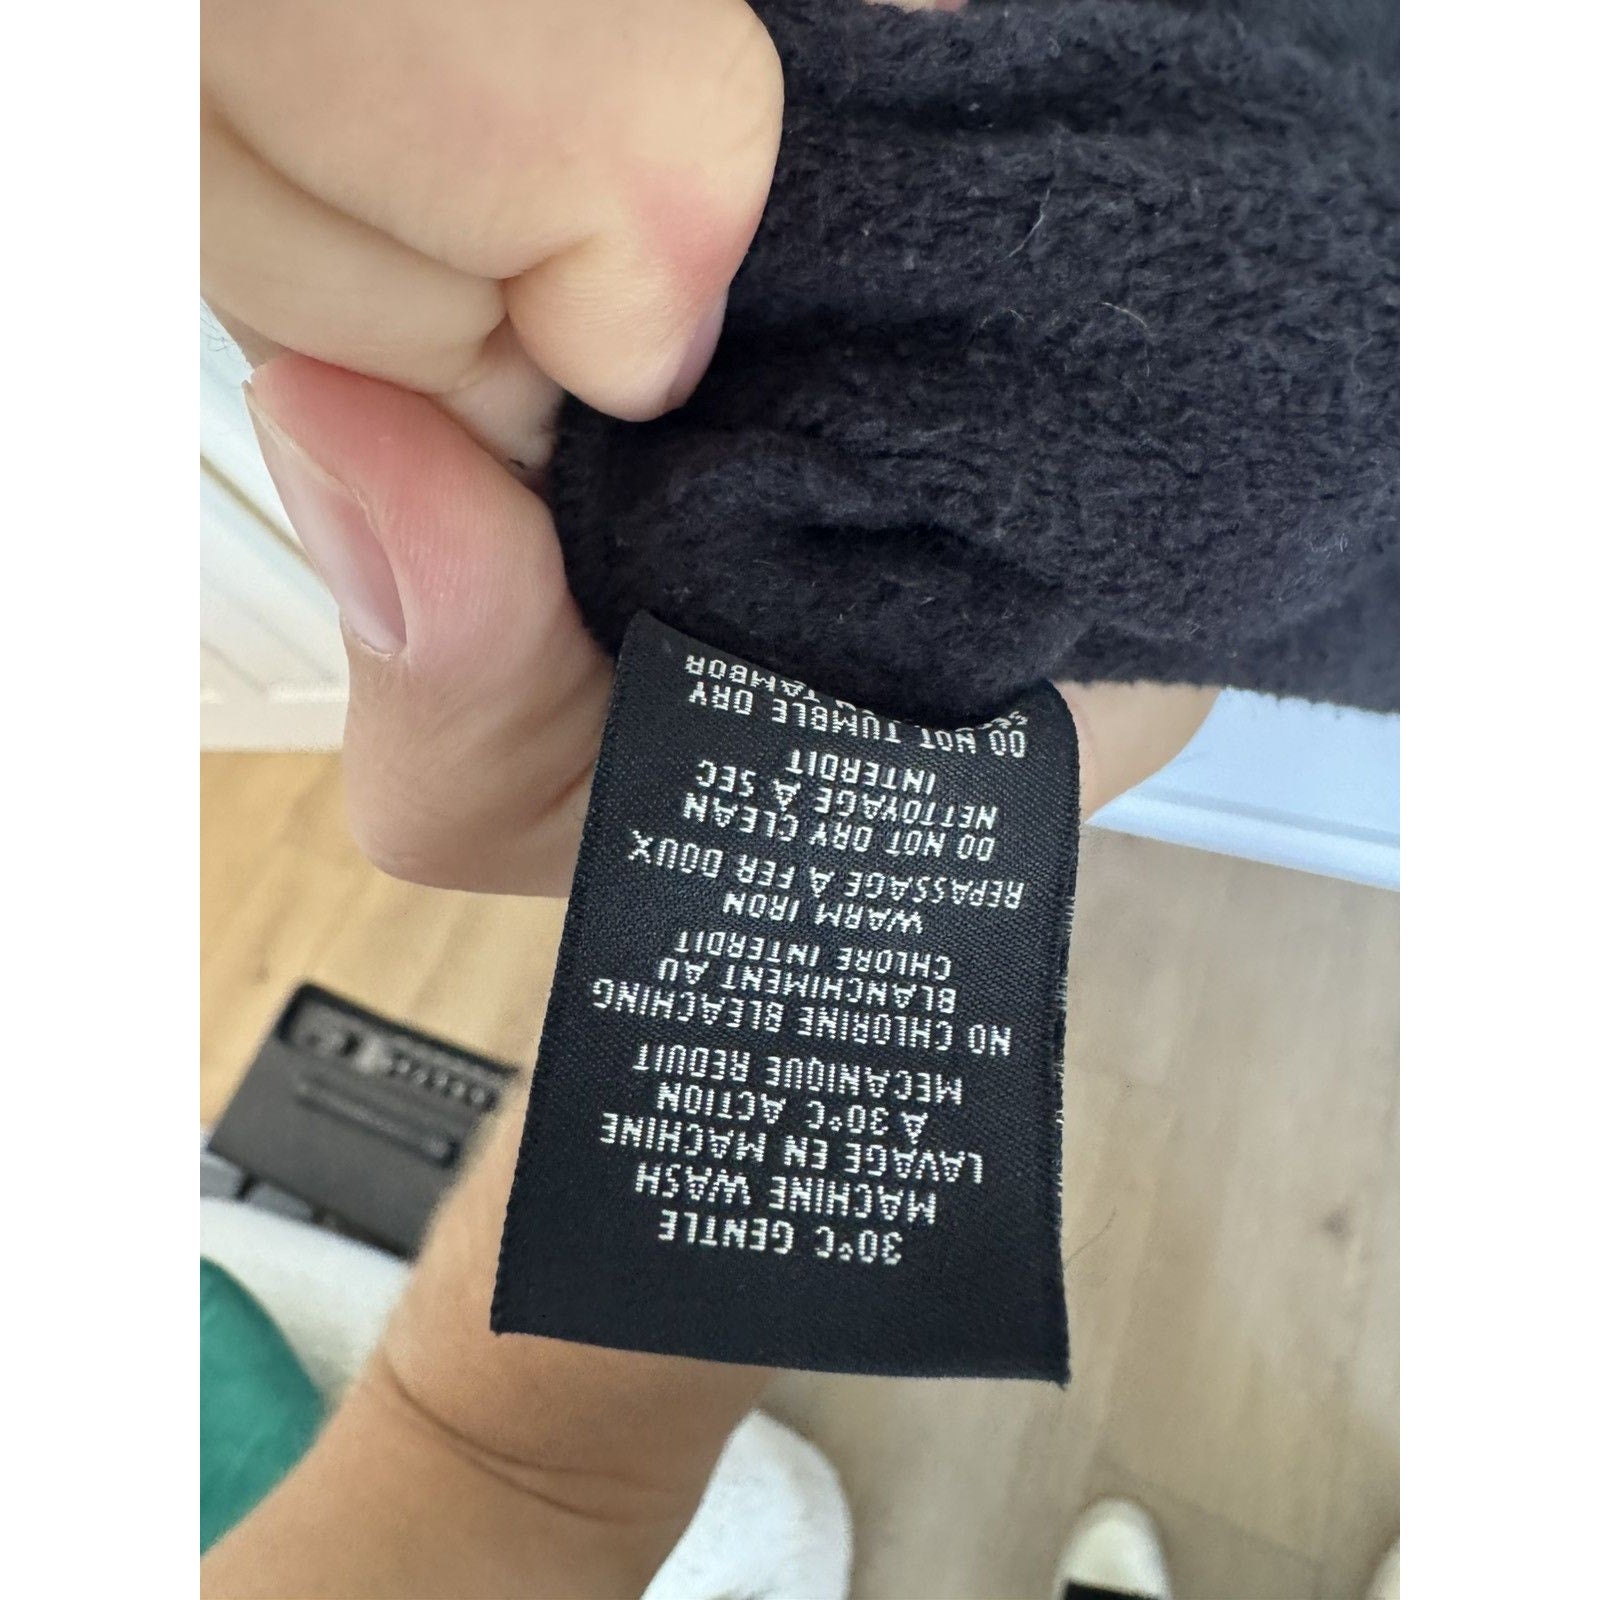 30°C GENTLE
MACHINE WASH
LAVAGE EN MACHINE
A 30°C ACTION
MECANIQUE REDUIT
NO CHLORINE BLEACHING
BLANCHIMENT AU
CHLORE INTERDIT
WARM IRON
REPASSAGE A FER DOUX
DO NOT DRY CLEAN
NETTOYAGE A SEC
INTERDIT
DO NOT TUMBLE DRY
TAMBOR